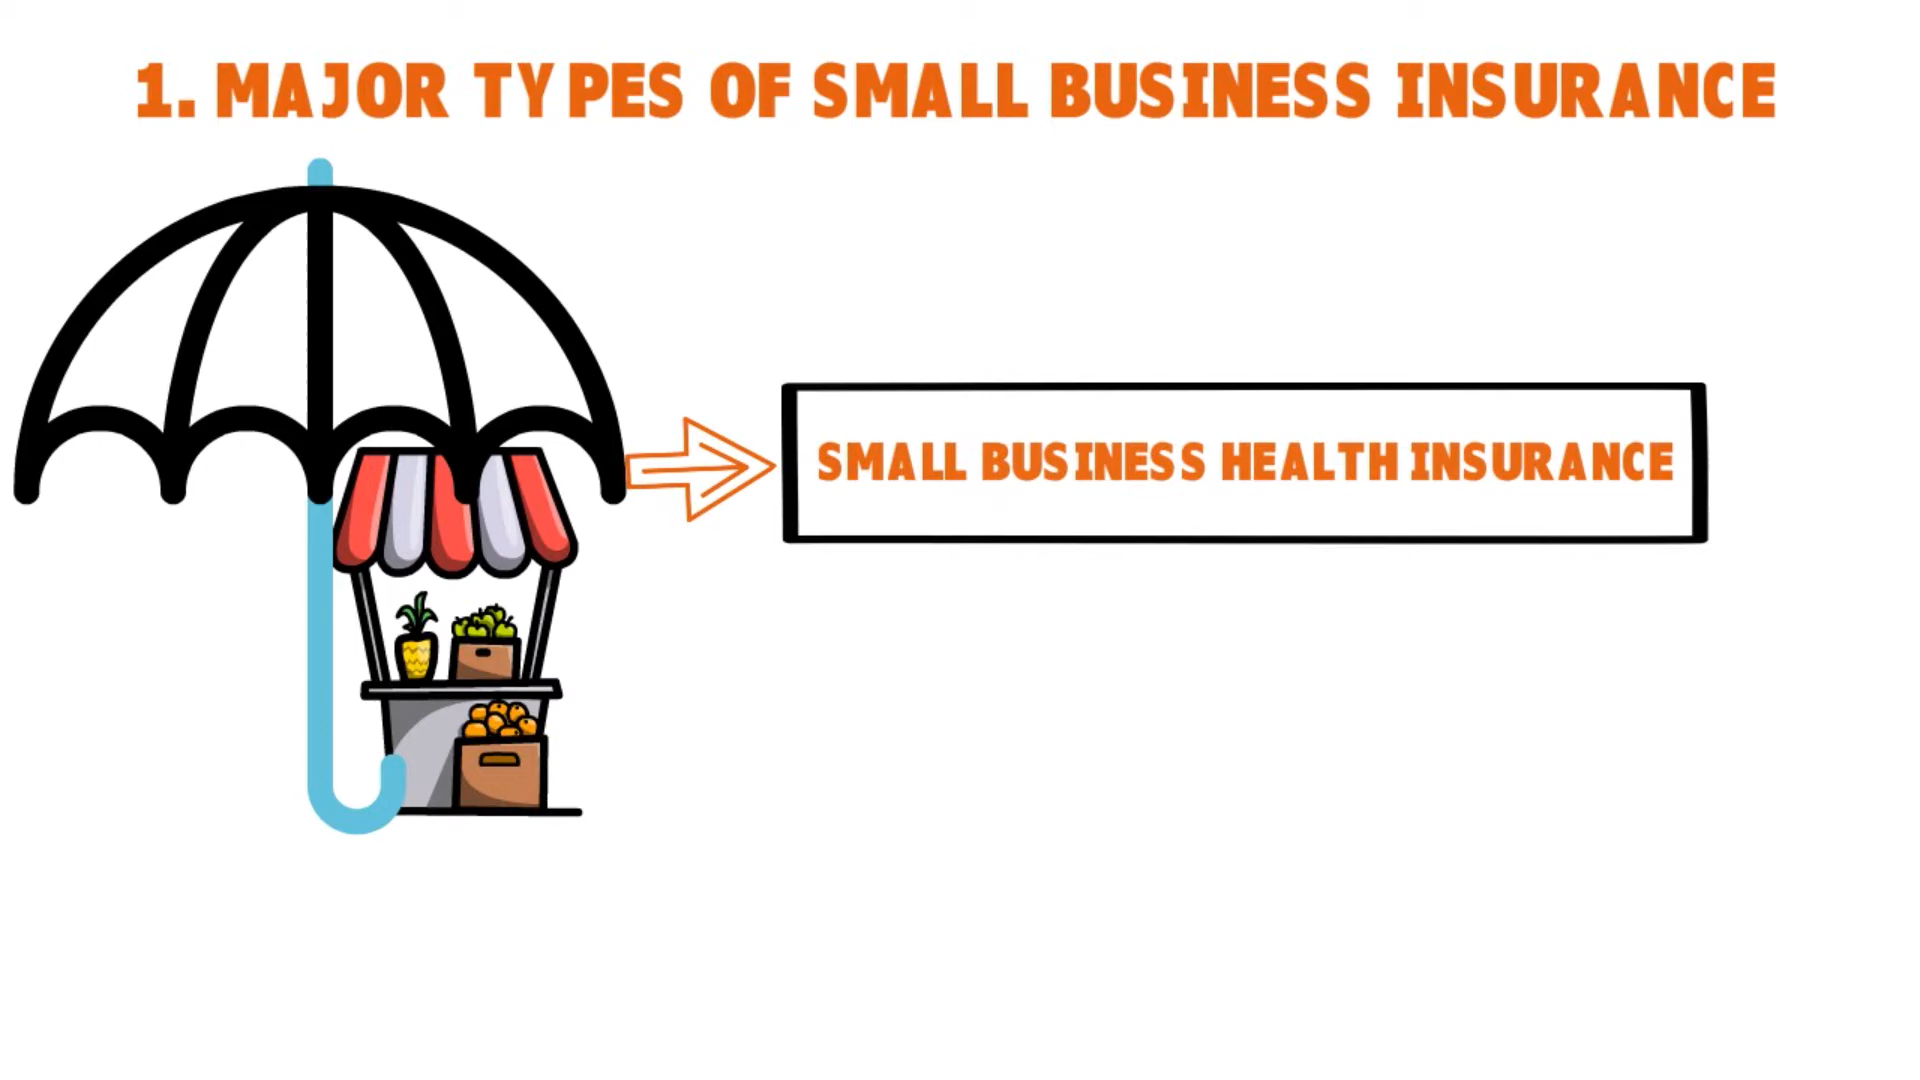 1. MAJOR TYPES OF SMALL BUSINESS INSURANCE
SMALL BUSINESS HEALTH INSURANCE